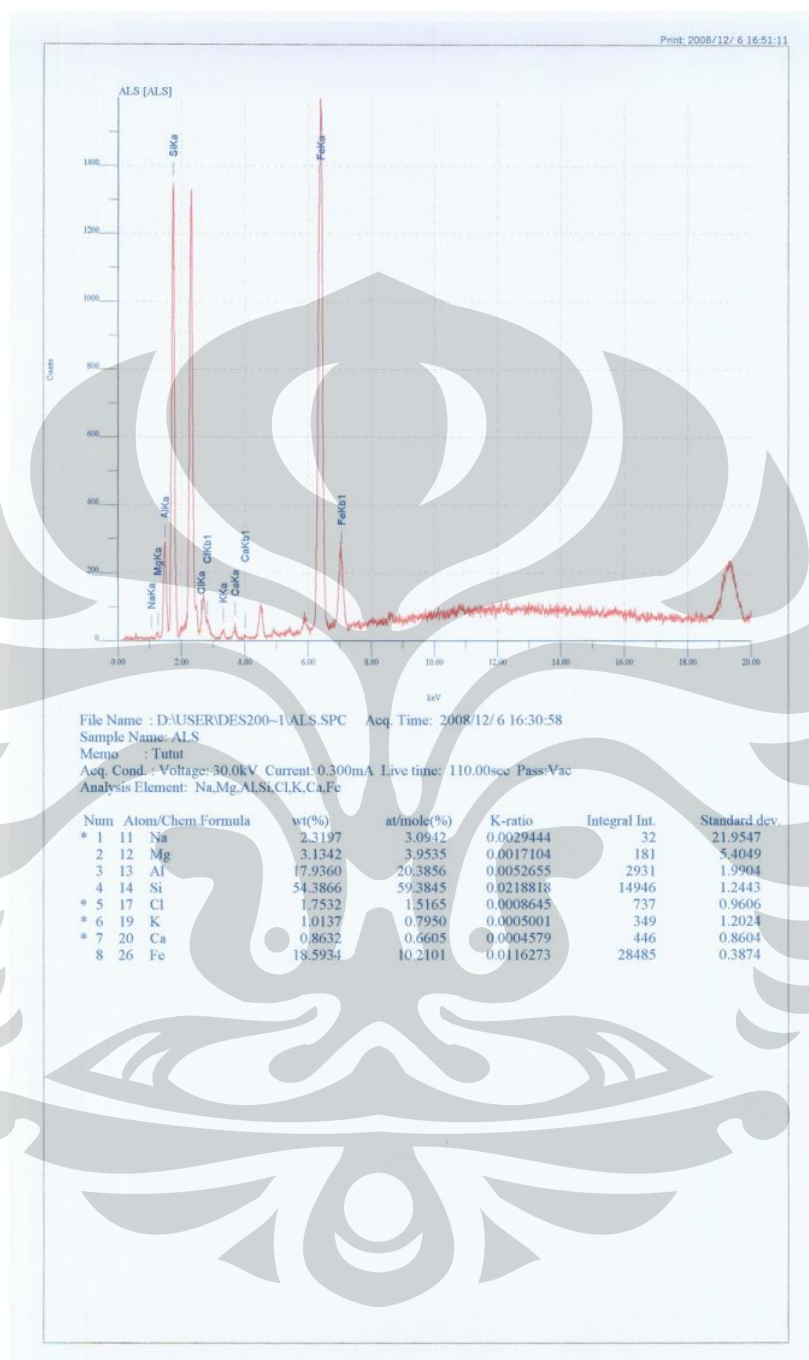 Print: 2008/12/ 6 16:51:11
ALS [ALS]
1400
1200
1000
800
600
400
200
0
Counts
NaKa
MgKa
AlKa
SiKa
ClKa
ClKb1
KKa
CaKa
CaKb1
FeKa
FeKb1
0.00 2.00 4.00 6.00 8.00 10.00 12.00 14.00 16.00 18.00 20.00
keV
File Name : D:\USER\DES200~1\ALS.SPC Acq. Time: 2008/12/ 6 16:30:58
Sample Name: ALS
Memo : Tutut
Acq. Cond. : Voltage: 30.0kV Current: 0.300mA Live time: 110.00sec Pass:Vac
Analysis Element: Na,Mg,Al,Si,Cl,K,Ca,Fe
Num Atom/Chem Formula wt(%) at/mole(%) K-ratio Integral Int. Standard dev.
* 1 11 Na 2.3197 3.0942 0.0029444 32 21.9547
2 12 Mg 3.1342 3.9535 0.0017104 181 5.4049
3 13 Al 17.9360 20.3856 0.0052655 2931 1.9904
4 14 Si 54.3866 59.3845 0.0218818 14946 1.2443
* 5 17 Cl 1.7532 1.5165 0.0008645 737 0.9606
* 6 19 K 1.0137 0.7950 0.0005001 349 1.2024
* 7 20 Ca 0.8632 0.6605 0.0004579 446 0.8604
8 26 Fe 18.5934 10.2101 0.0116273 28485 0.3874